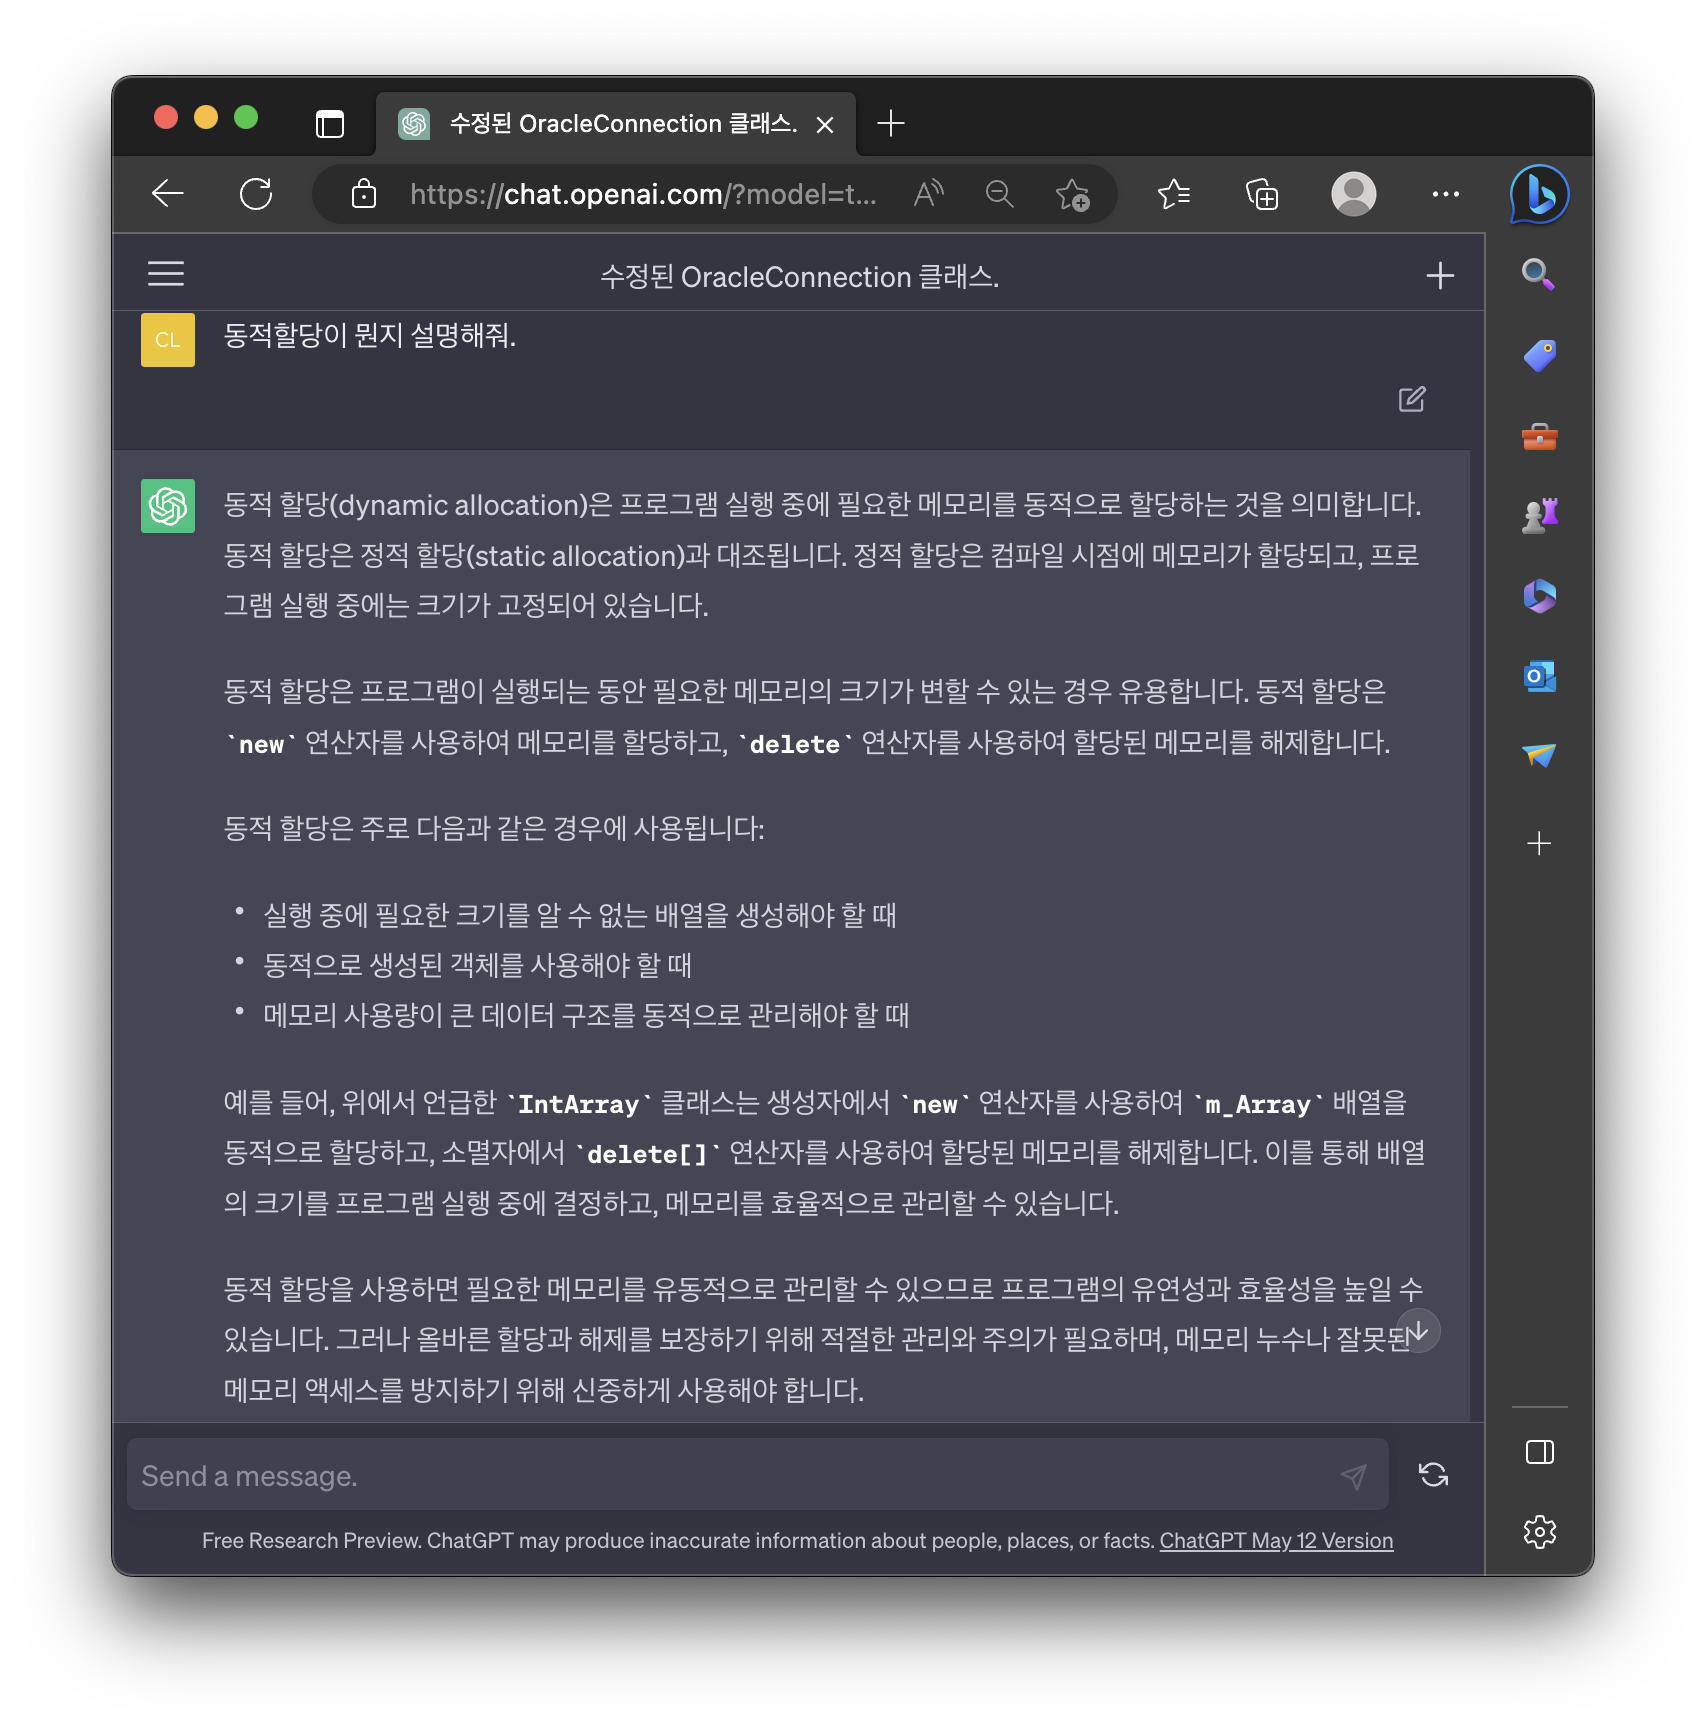 수정된 OracleConnection 클래스.
https://chat.openai.com/?model=t...
수정된 OracleConnection 클래스.
CL
동적할당이 뭔지 설명해줘.
동적 할당(dynamic allocation)은 프로그램 실행 중에 필요한 메모리를 동적으로 할당하는 것을 의미합니다.
동적 할당은 정적 할당(static allocation)과 대조됩니다. 정적 할당은 컴파일 시점에 메모리가 할당되고, 프로
그램 실행 중에는 크기가 고정되어 있습니다.
동적 할당은 프로그램이 실행되는 동안 필요한 메모리의 크기가 변할 수 있는 경우 유용합니다. 동적 할당은
`new` 연산자를 사용하여 메모리를 할당하고, `delete` 연산자를 사용하여 할당된 메모리를 해제합니다.
동적 할당은 주로 다음과 같은 경우에 사용됩니다:
• 실행 중에 필요한 크기를 알 수 없는 배열을 생성해야 할 때
• 동적으로 생성된 객체를 사용해야 할 때
• 메모리 사용량이 큰 데이터 구조를 동적으로 관리해야 할 때
예를 들어, 위에서 언급한 `IntArray` 클래스는 생성자에서 `new` 연산자를 사용하여 `m_Array` 배열을
동적으로 할당하고, 소멸자에서 `delete[]` 연산자를 사용하여 할당된 메모리를 해제합니다. 이를 통해 배열
의 크기를 프로그램 실행 중에 결정하고, 메모리를 효율적으로 관리할 수 있습니다.
동적 할당을 사용하면 필요한 메모리를 유동적으로 관리할 수 있으므로 프로그램의 유연성과 효율성을 높일 수
있습니다. 그러나 올바른 할당과 해제를 보장하기 위해 적절한 관리와 주의가 필요하며, 메모리 누수나 잘못된
메모리 액세스를 방지하기 위해 신중하게 사용해야 합니다.
Send a message.
Free Research Preview. ChatGPT may produce inaccurate information about people, places, or facts. ChatGPT May 12 Version